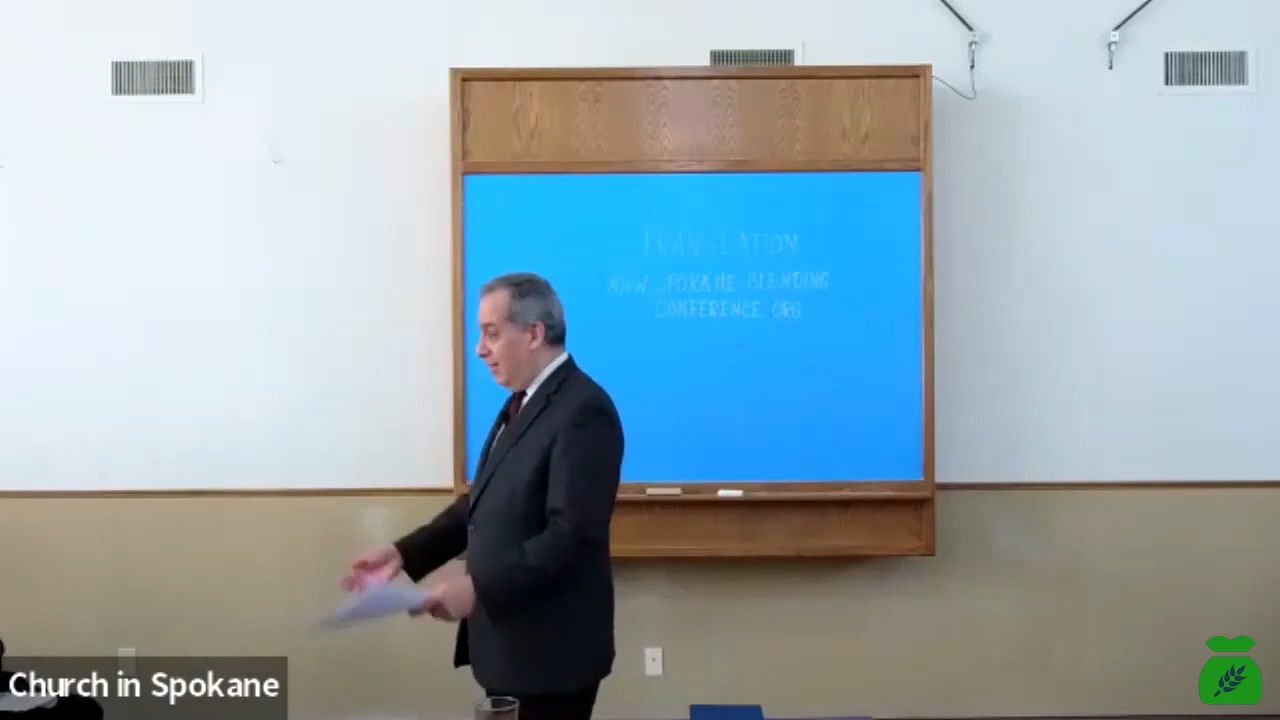 TRANSLATION
WWW.SPOKANE BLENDING
CONFERENCE.ORG
Church in Spokane